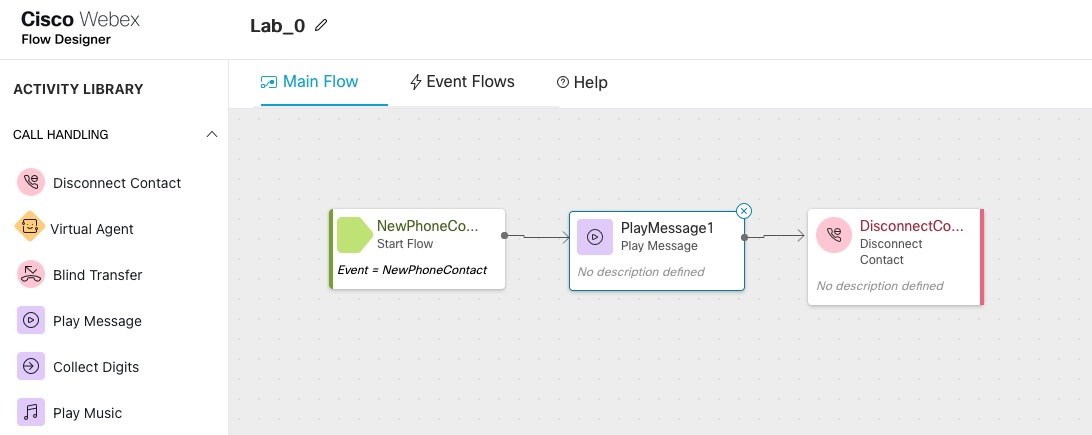 Cisco Webex
Flow Designer
Lab_0
ACTIVITY LIBRARY
CALL HANDLING
Disconnect Contact
Virtual Agent
Blind Transfer
Play Message
Collect Digits
Play Music
Main Flow
Event Flows
Help
NewPhoneCo...
Start Flow
Event = NewPhoneContact
PlayMessage1
Play Message
No description defined
DisconnectCo...
Disconnect
Contact
No description defined